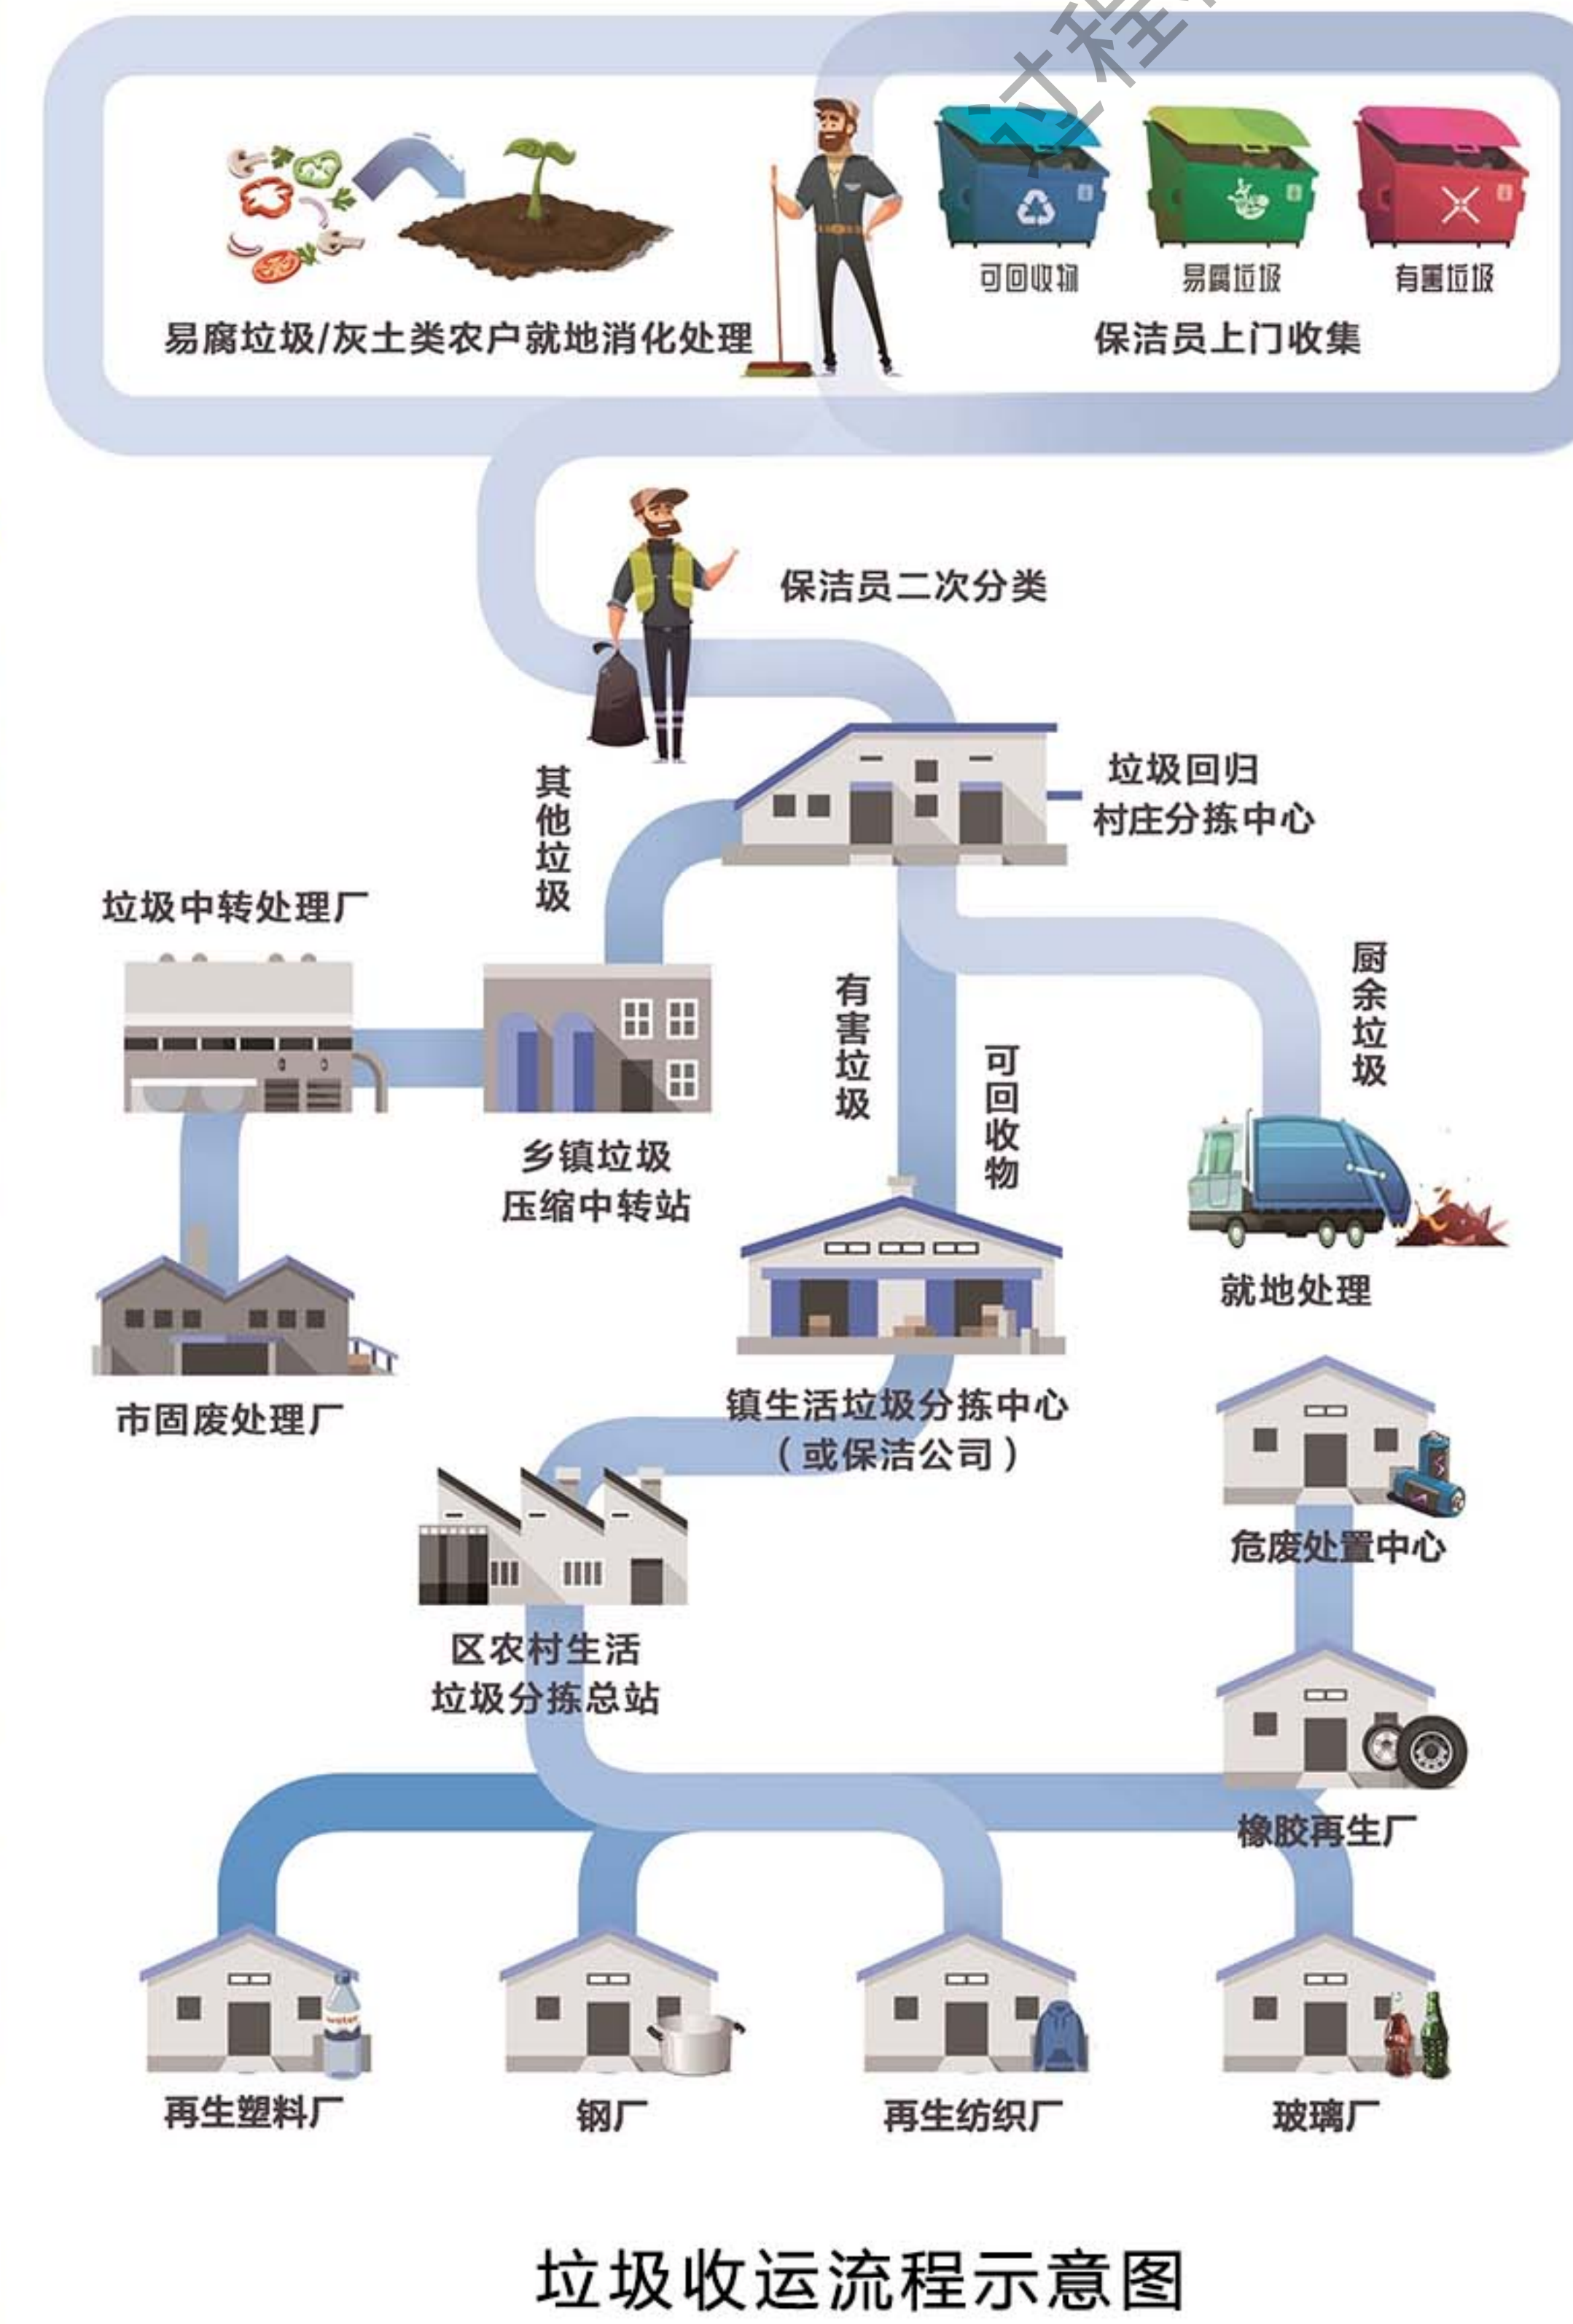 过程
可回收物
易腐垃圾
有害垃圾
易腐垃圾/灰土类农户就地消化处理
保洁员上门收集
保洁员二次分类
垃圾回归
村庄分拣中心
其他垃圾
垃圾中转处理厂
有害垃圾
可回收物
厨余垃圾
乡镇垃圾
压缩中转站
就地处理
市固废处理厂
镇生活垃圾分拣中心
（或保洁公司）
危废处置中心
区农村生活
垃圾分拣总站
橡胶再生厂
water
再生塑料厂
钢厂
再生纺织厂
玻璃厂
垃圾收运流程示意图